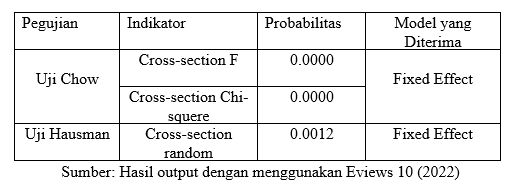 Pegujian Indikator Probabilitas Model yang
Diterima
Uji Chow
Cross-section F 0.0000
Fixed Effect
Cross-section Chi-
squere
0.0000
Uji Hausman Cross-section
random
0.0012 Fixed Effect
Sumber: Hasil output dengan menggunakan Eviews 10 (2022)